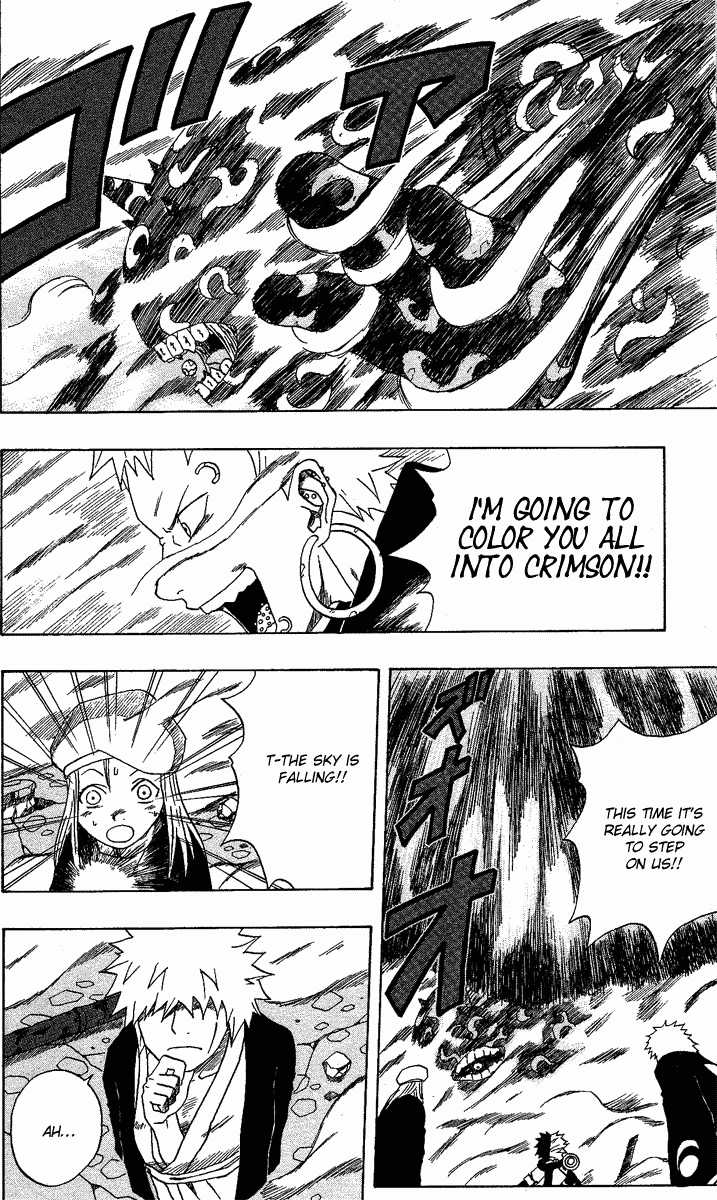 ゴア
I'M GOING TO
COLOR YOU ALL
INTO CRIMSON!!
THIS TIME IT'S
REALLY GOING
TO STEP
ON US!!
ズオオ
T-THE SKY IS
FALLING!!
AH...